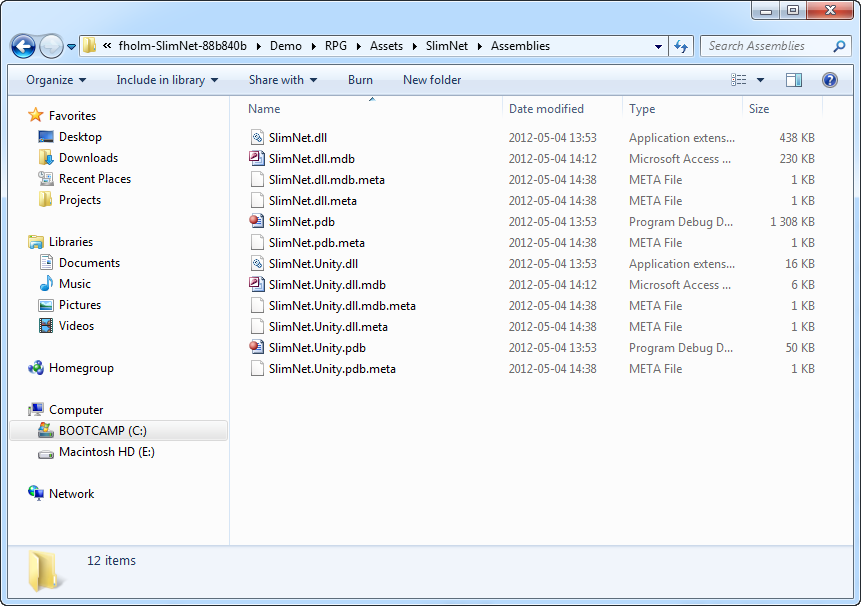 « fholm-SlimNet-88b840b Demo RPG Assets SlimNet Assemblies Search Assemblies
Organize Include in library Share with Burn New folder
Favorites
Desktop
Downloads
Recent Places
Projects
Libraries
Documents
Music
Pictures
Videos
Homegroup
Computer
BOOTCAMP (C:)
Macintosh HD (E:)
Network
Name Date modified Type Size
SlimNet.dll 2012-05-04 13:53 Application extens... 438 KB
SlimNet.dll.mdb 2012-05-04 14:12 Microsoft Access ... 230 KB
SlimNet.dll.mdb.meta 2012-05-04 14:38 META File 1 KB
SlimNet.dll.meta 2012-05-04 14:38 META File 1 KB
SlimNet.pdb 2012-05-04 13:53 Program Debug D... 1 308 KB
SlimNet.pdb.meta 2012-05-04 14:38 META File 1 KB
SlimNet.Unity.dll 2012-05-04 13:53 Application extens... 16 KB
SlimNet.Unity.dll.mdb 2012-05-04 14:12 Microsoft Access ... 6 KB
SlimNet.Unity.dll.mdb.meta 2012-05-04 14:38 META File 1 KB
SlimNet.Unity.dll.meta 2012-05-04 14:38 META File 1 KB
SlimNet.Unity.pdb 2012-05-04 13:53 Program Debug D... 50 KB
SlimNet.Unity.pdb.meta 2012-05-04 14:38 META File 1 KB
12 items